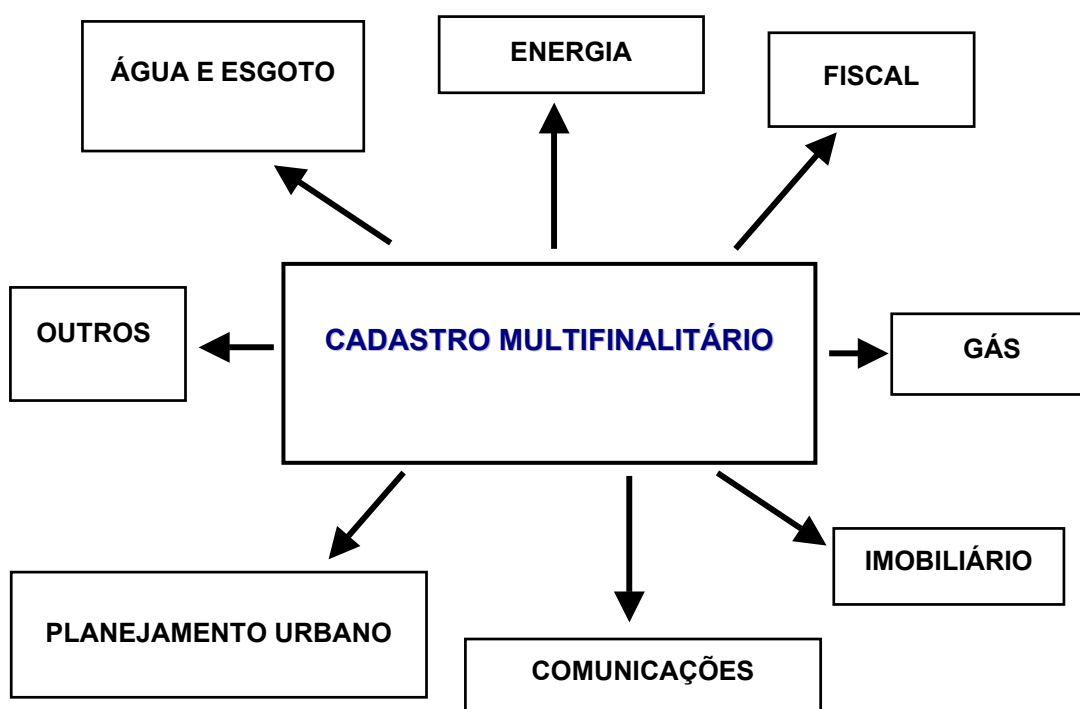 ÁGUA E ESGOTO
ENERGIA
FISCAL
OUTROS
CADASTRO MULTIFINALITÁRIO
GÁS
IMOBILIÁRIO
PLANEJAMENTO URBANO
COMUNICAÇÕES